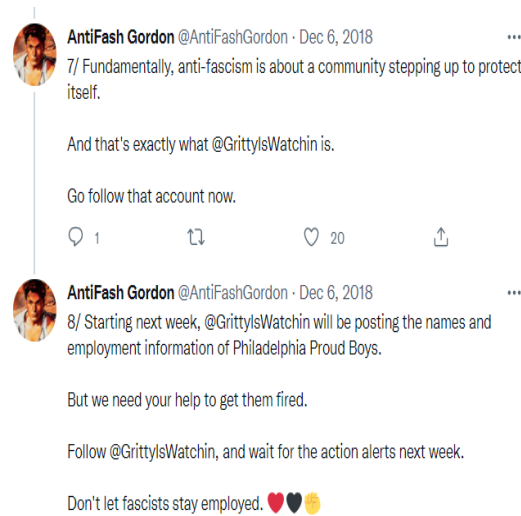 AntiFash Gordon @AntiFashGordon · Dec 6, 2018
7/ Fundamentally, anti-fascism is about a community stepping up to protect
itself.
And that's exactly what @GrittyIsWatchin is.
Go follow that account now.
1
20
AntiFash Gordon @AntiFashGordon · Dec 6, 2018
8/ Starting next week, @GrittyIsWatchin will be posting the names and
employment information of Philadelphia Proud Boys.
But we need your help to get them fired.
Follow @GrittyIsWatchin, and wait for the action alerts next week.
Don't let fascists stay employed. ❤️🖤✊